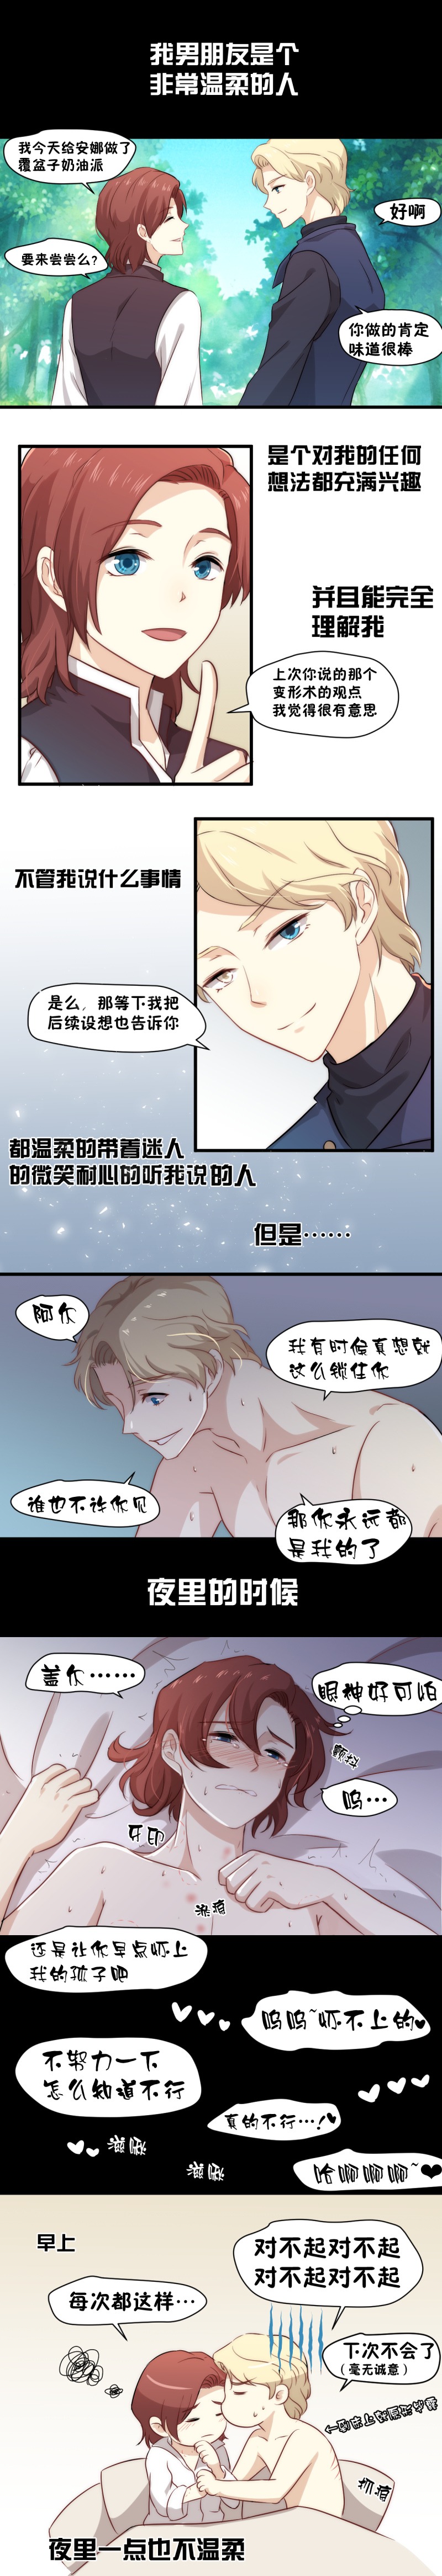 我男朋友是个
非常温柔的人
我今天给安娜做了
覆盆子奶油派
要来尝尝么?
好啊
你做的肯定
味道很棒
是个对我的任何
想法都充满兴趣
并且能完全
理解我
上次你说的那个
变形术的观点
我觉得很有意思
不管我说什么事情
是么，那等下我把
后续设想也告诉你
都温柔的带着迷人
的微笑耐心的听我说的人
但是……
阿尔
我有时候真想就
这么锁住你
谁也不许你见
那你永远都
是我的了
夜里的时候
盖尔……
眼神好可怕
颤抖
呜…
牙印
淤痕
还是让你早点怀上
我的孩子吧
呜呜~怀不上的♥
不努力一下
怎么知道不行
真的不行…!♥
哈啊啊啊~♥
早上
对不起对不起
对不起对不起
每次都这样…
下次不会了
(毫无诚意)
抓痕
夜里一点也不温柔